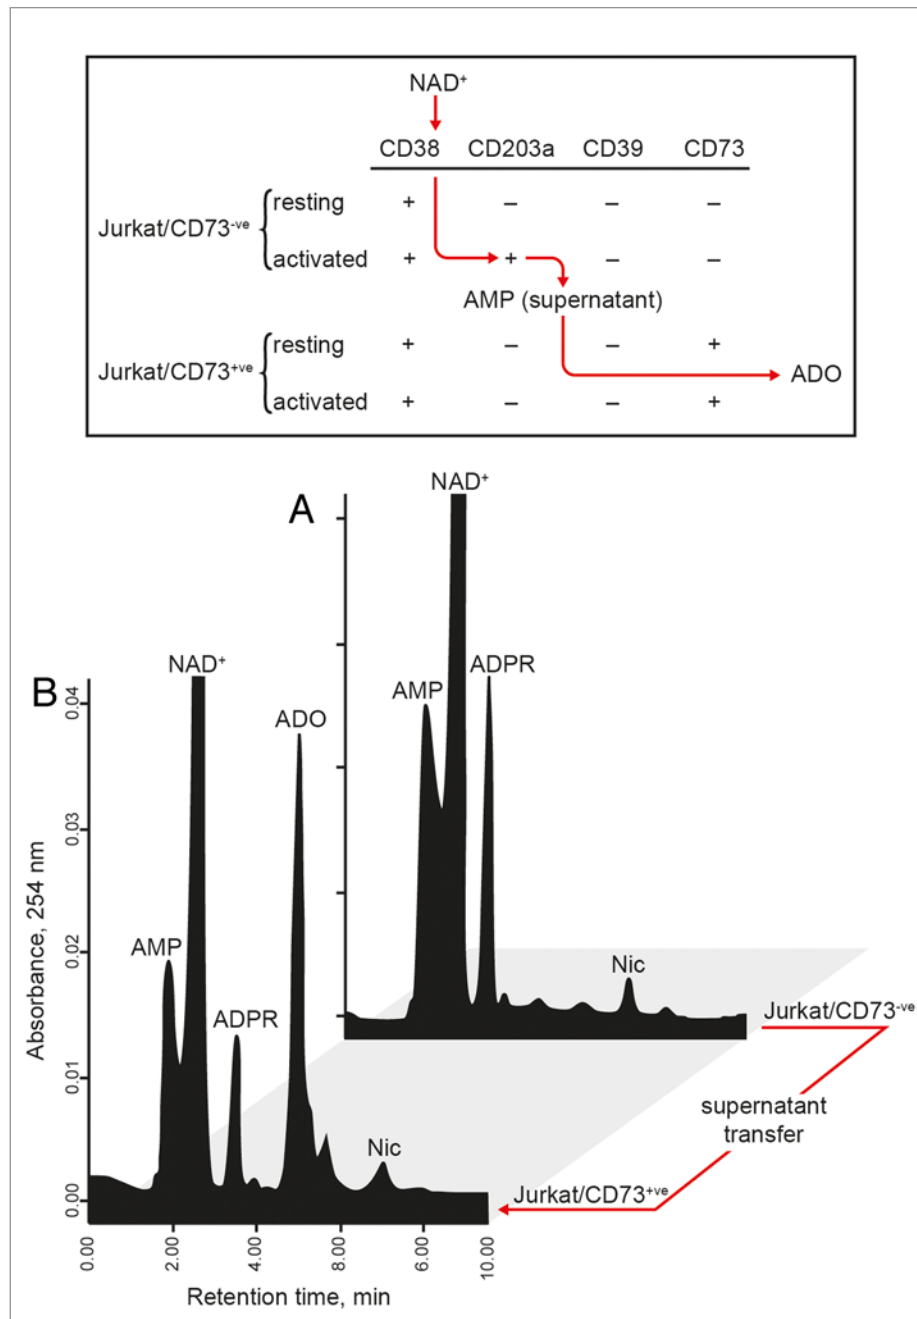 NAD⁺
CD38 CD203a CD39 CD73
Jurkat/CD73⁻ᵛᵉ
resting + – – –
activated + + – –
AMP (supernatant)
Jurkat/CD73⁺ᵛᵉ
resting + – – +
ADO
activated + – – +
A
NAD⁺
AMP
ADPR
Nic
Jurkat/CD73⁻ᵛᵉ
supernatant
transfer
Jurkat/CD73⁺ᵛᵉ
B
NAD⁺
ADO
AMP
ADPR
Nic
Absorbance, 254 nm
0.04
0.03
0.02
0.01
0.00
0.00 2.00 4.00 8.00 6.00 10.00
Retention time, min